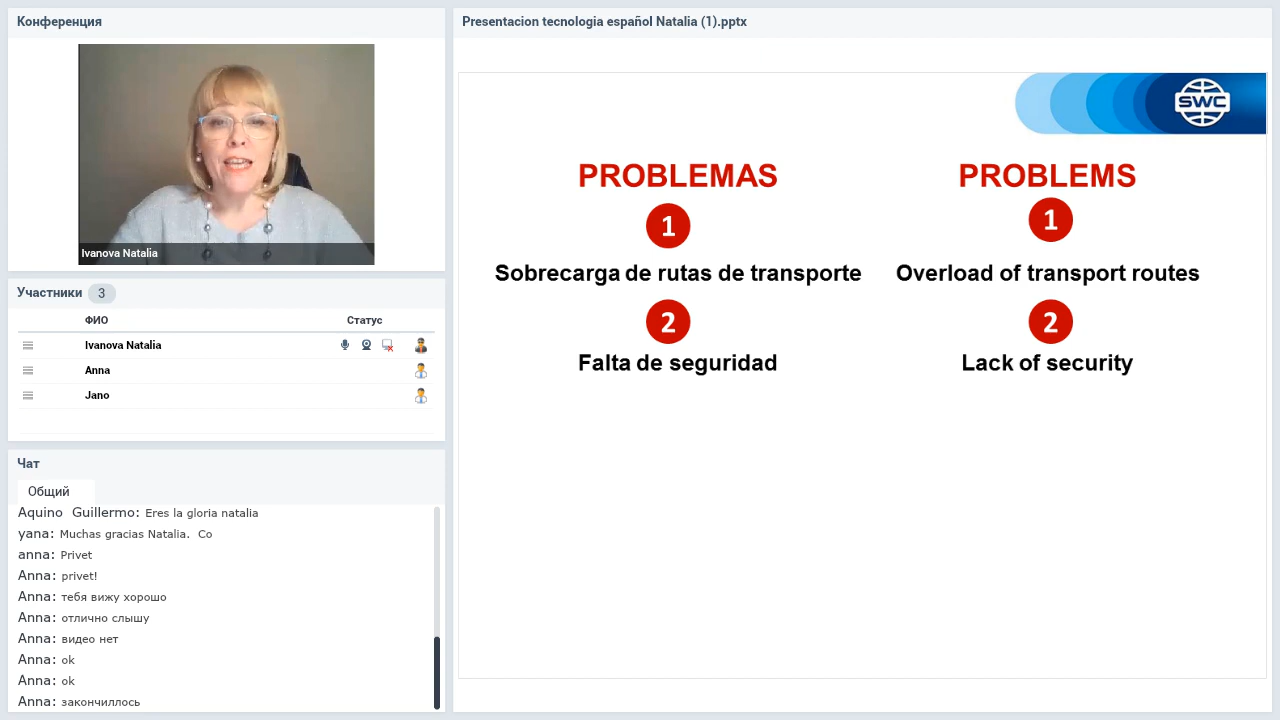 Конференция
Ivanova Natalia
Участники 3
ФИО Статус
Ivanova Natalia
Anna
Jano
Чат
Общий
Aquino Guillermo: Eres la gloria natalia
yana: Muchas gracias Natalia. Co
anna: Privet
Anna: privet!
Anna: тебя вижу хорошо
Anna: отлично слышу
Anna: видео нет
Anna: ok
Anna: ok
Anna: закончиллось
Presentacion tecnologia español Natalia (1).pptx
SWC
PROBLEMAS
1
Sobrecarga de rutas de transporte
2
Falta de seguridad
PROBLEMS
1
Overload of transport routes
2
Lack of security